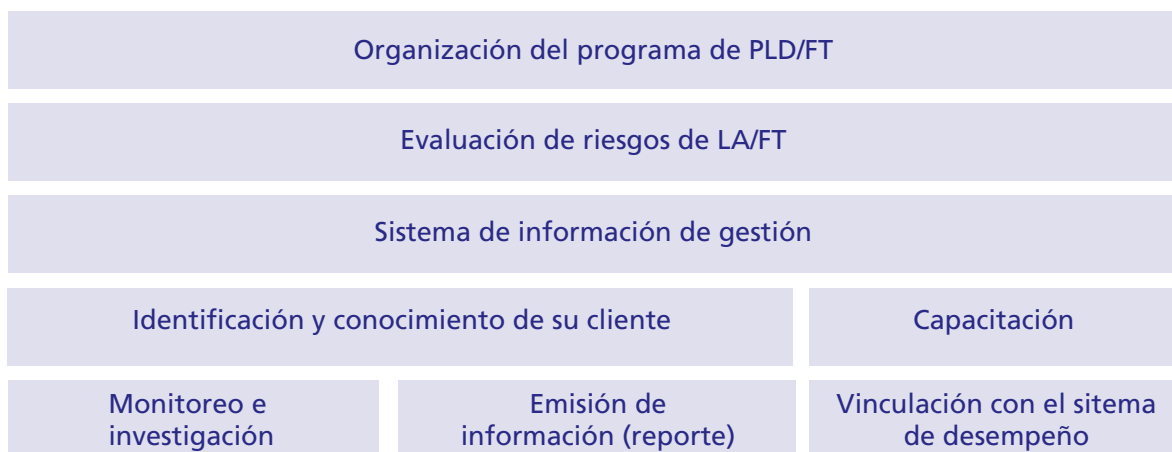 Organización del programa de PLD/FT
Evaluación de riesgos de LA/FT
Sistema de información de gestión
Identificación y conocimiento de su cliente
Capacitación
Monitoreo e
investigación
Emisión de
información (reporte)
Vinculación con el sitema
de desempeño